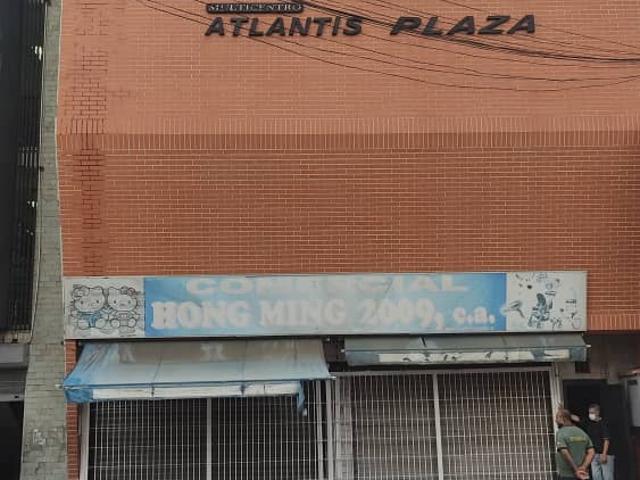 MULTICENTRO
ATLANTIS PLAZA
COMERCIAL
HONG MING 2009, c.a.